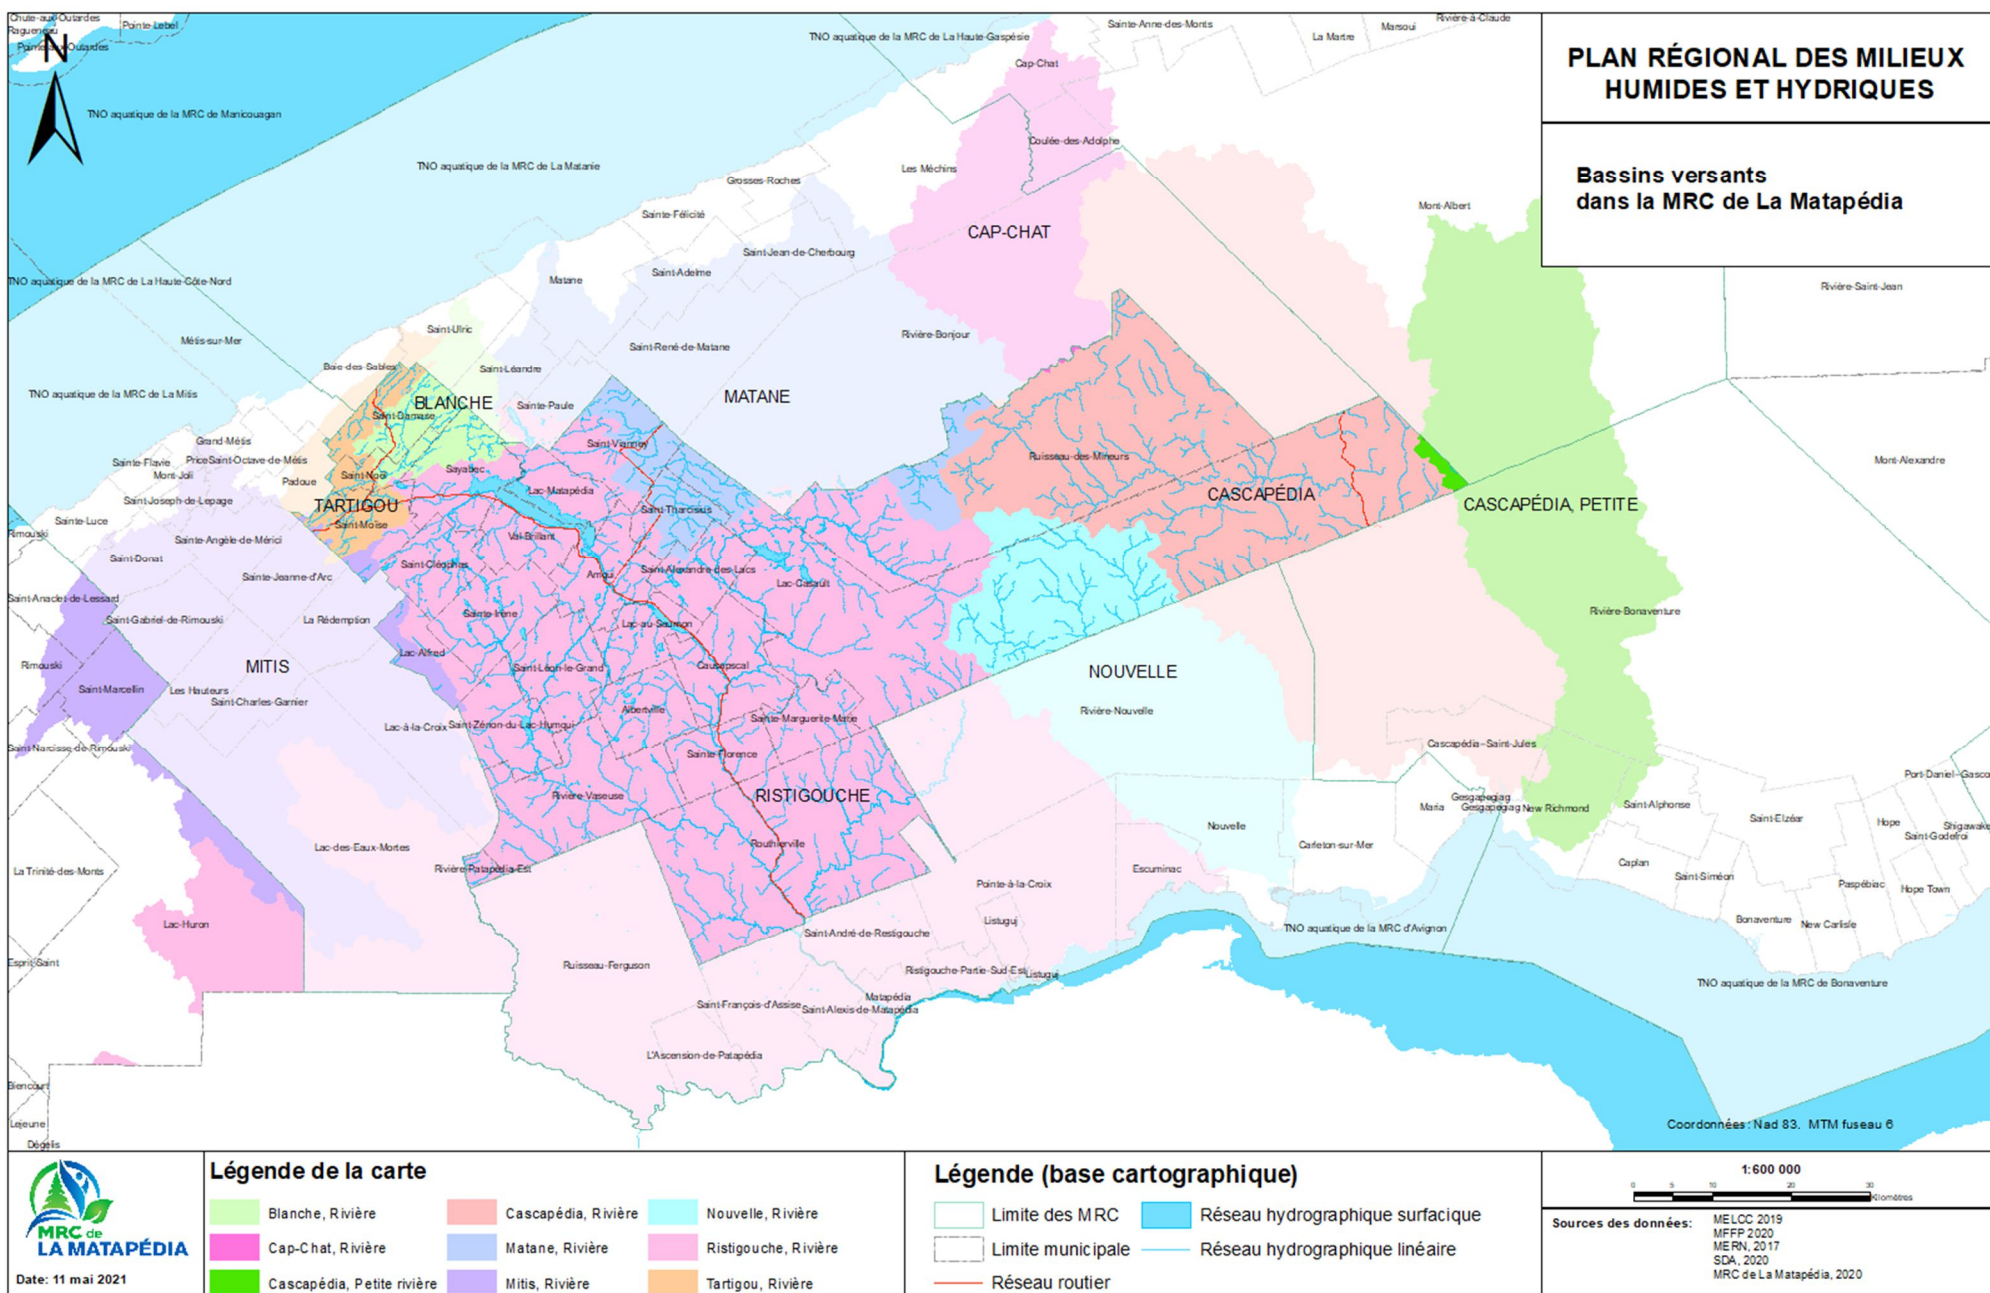 Chute-aux-Outardes
Ragueneau
Pointe-Lebel
Pointe-aux-Outardes
N
TNO aquatique de la MRC de Manicouagan
TNO aquatique de la MRC de La Haute-Gaspésie
Sainte-Anne-des-Monts
La Martre
Marsoui
Rivière-à-Claude
Cap-Chat
PLAN RÉGIONAL DES MILIEUX
HUMIDES ET HYDRIQUES
Bassins versants
dans la MRC de La Matapédia
TNO aquatique de la MRC de La Matanie
Coulée-des-Adolphe
Les Méchins
Grosses-Roches
Sainte-Félicité
Mont-Albert
CAP-CHAT
Saint-Jean-de-Cherbourg
Saint-Adelme
Matane
TNO aquatique de la MRC de La Haute-Côte-Nord
Rivière-Saint-Jean
Saint-Ulric
Rivière-Bonjour
Métis-sur-Mer
Saint-René-de-Matane
Baie-des-Sables
Saint-Léandre
TNO aquatique de la MRC de La Mitis
BLANCHE
MATANE
Sainte-Paule
Saint-Damase
Grand-Métis
Saint-Vianney
Price
Saint-Octave-de-Métis
Sainte-Flavie
Mont-Joli
Saint-Noël
Sayabec
Padoue
Ruisseau-des-Mineurs
Mont-Alexandre
Lac-Matapédia
CASCAPÉDIA
CASCAPÉDIA, PETITE
Saint-Joseph-de-Lepage
TARTIGOU
Saint-Tharcisius
Sainte-Luce
Saint-Moïse
Rimouski
Val-Brillant
Sainte-Angèle-de-Mérici
Saint-Donat
Saint-Cléophas
Sainte-Jeanne-d'Arc
Amqui
Saint-Alexandre-des-Lacs
Lac-Casault
Saint-Anaclet-de-Lessard
Saint-Gabriel-de-Rimouski
La Rédemption
Sainte-Irène
Lac-au-Saumon
Rivière-Bonaventure
Lac-Alfred
Rimouski
MITIS
Saint-Léon-le-Grand
Causapscal
NOUVELLE
Saint-Marcellin
Les Hauteurs
Saint-Charles-Garnier
Albertville
Rivière-Nouvelle
Lac-à-la-Croix
Saint-Zénon-du-Lac-Humqui
Sainte-Marguerite-Marie
Saint-Narcisse-de-Rimouski
Sainte-Florence
Cascapédia–Saint-Jules
Port-Daniel–Gasco
Rivière-Vaseuse
RISTIGOUCHE
Gesgapegiag
Maria
Gesgapegiag
New Richmond
Saint-Alphonse
Saint-Elzéar
Hope
Shigawake
Saint-Godefroi
Nouvelle
Carleton-sur-Mer
Lac-des-Eaux-Mortes
Routhierville
La Trinité-des-Monts
Rivière-Patapédia-Est
Escuminac
Caplan
Saint-Siméon
Pointe-à-la-Croix
Paspébiac
Hope Town
Lac-Huron
Listuguj
Bonaventure
New Carlisle
Saint-André-de-Restigouche
TNO aquatique de la MRC d'Avignon
Esprit-Saint
Ruisseau-Ferguson
Ristigouche-Partie-Sud-Est
Listuguj
TNO aquatique de la MRC de Bonaventure
Matapédia
Saint-François-d'Assise
Saint-Alexis-de-Matapédia
L'Ascension-de-Patapédia
Biencourt
Lejeune
Dégelis
Coordonnées: Nad 83. MTM fuseau 6
MRC de
LA MATAPÉDIA
Date: 11 mai 2021
Légende de la carte
Blanche, Rivière
Cascapédia, Rivière
Nouvelle, Rivière
Cap-Chat, Rivière
Matane, Rivière
Ristigouche, Rivière
Cascapédia, Petite rivière
Mitis, Rivière
Tartigou, Rivière
Légende (base cartographique)
Limite des MRC
Réseau hydrographique surfacique
Limite municipale
Réseau hydrographique linéaire
Réseau routier
1:600 000
0 5 10 20 30
Kilomètres
Sources des données:
MELCC 2019
MFFP 2020
MERN, 2017
SDA, 2020
MRC de La Matapédia, 2020